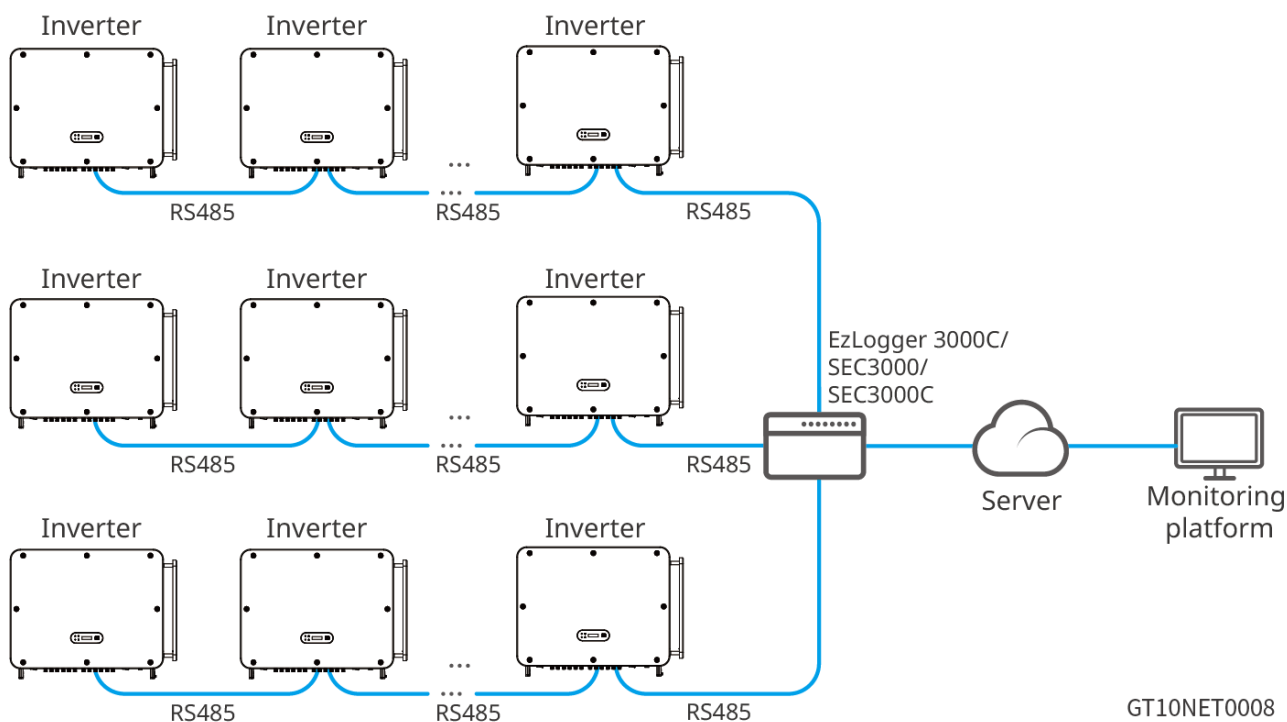 Inverter Inverter Inverter
... 
...
RS485 RS485 RS485
Inverter Inverter Inverter
EzLogger 3000C/
SEC3000/
SEC3000C
...
...
RS485 RS485 RS485
Server
Monitoring
platform
Inverter Inverter Inverter
...
...
RS485 RS485 RS485
GT10NET0008